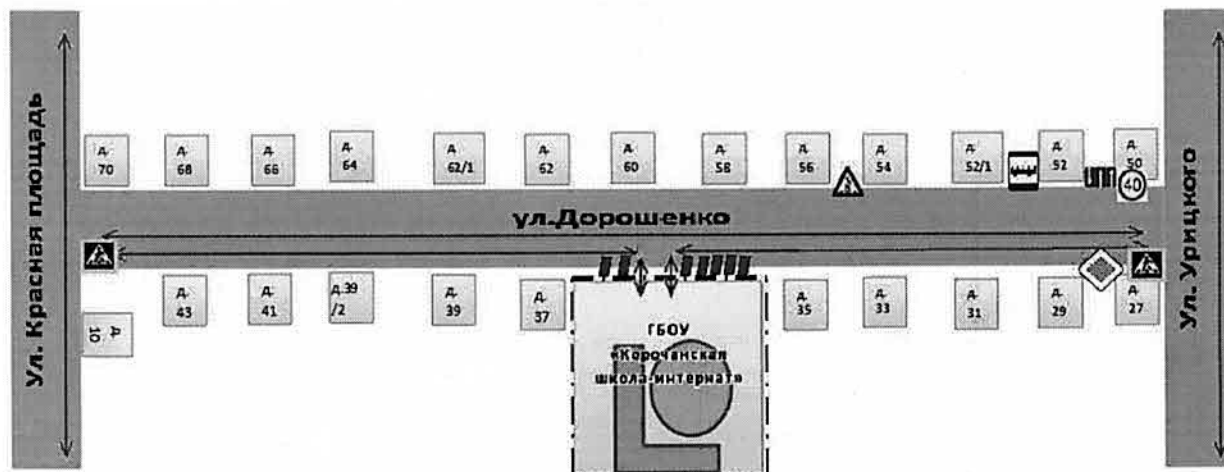 Ул. Красная площадь
д. 70
д. 68
д. 66
д. 64
д. 62/1
д. 62
д. 60
д. 58
д. 56
д. 54
д. 52/1
д. 52
д. 50
ЦПП
40
ул.Дорошенко
Ул. Урицкого
д. 10
д. 43
д. 41
д.39
/2
д. 39
д. 37
д. 35
д. 33
д. 31
д. 29
д. 27
ГБОУ
«Корочанская
школа-интернат»